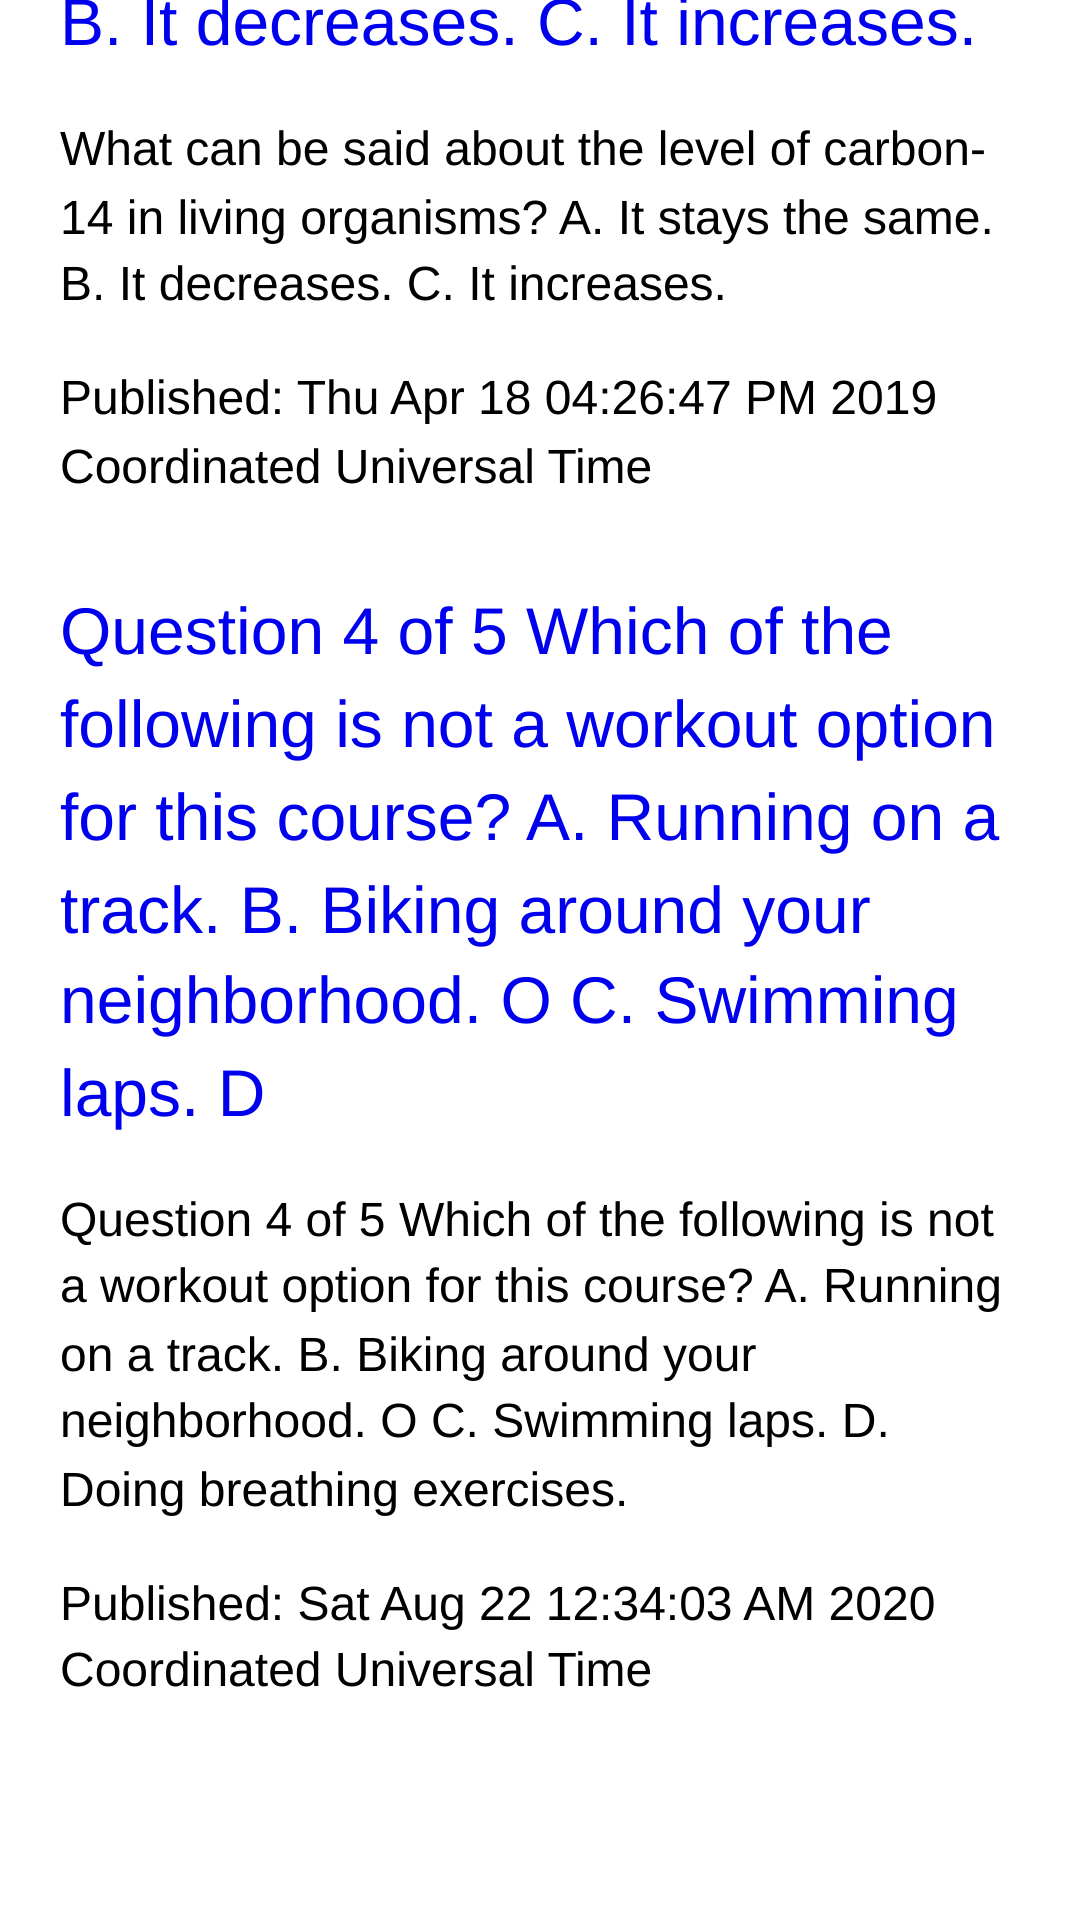 B. It decreases. C. It increases.
What can be said about the level of carbon-
14 in living organisms? A. It stays the same.
B. It decreases. C. It increases.
Published: Thu Apr 18 04:26:47 PM 2019
Coordinated Universal Time
Question 4 of 5 Which of the
following is not a workout option
for this course? A. Running on a
track. B. Biking around your
neighborhood. O C. Swimming
laps. D
Question 4 of 5 Which of the following is not
a workout option for this course? A. Running
on a track. B. Biking around your
neighborhood. O C. Swimming laps. D.
Doing breathing exercises.
Published: Sat Aug 22 12:34:03 AM 2020
Coordinated Universal Time